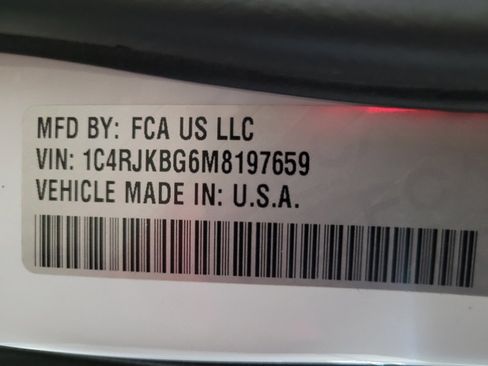 MFD BY: FCA US LLC
VIN: 1C4RJKBG6M8197659
VEHICLE MADE IN: U.S.A.